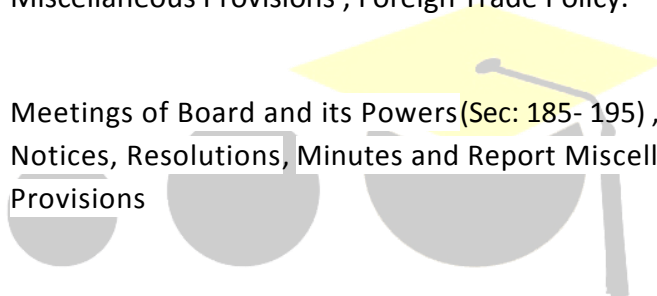 Miscellaneous Provisions , Foreign Trade Policy.
Meetings of Board and its Powers(Sec: 185- 195) ,
Notices, Resolutions, Minutes and Report Miscell
Provisions